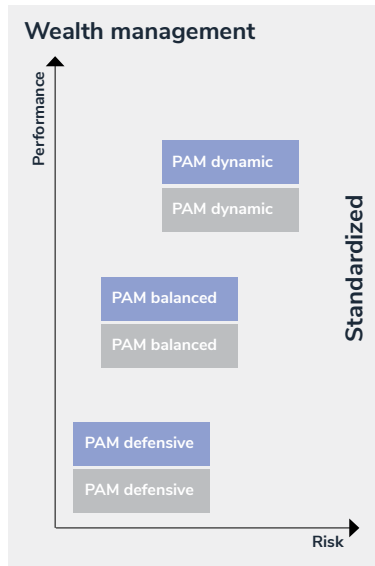 Wealth management
Performance
PAM dynamic
PAM dynamic
Standardized
PAM balanced
PAM balanced
PAM defensive
PAM defensive
Risk